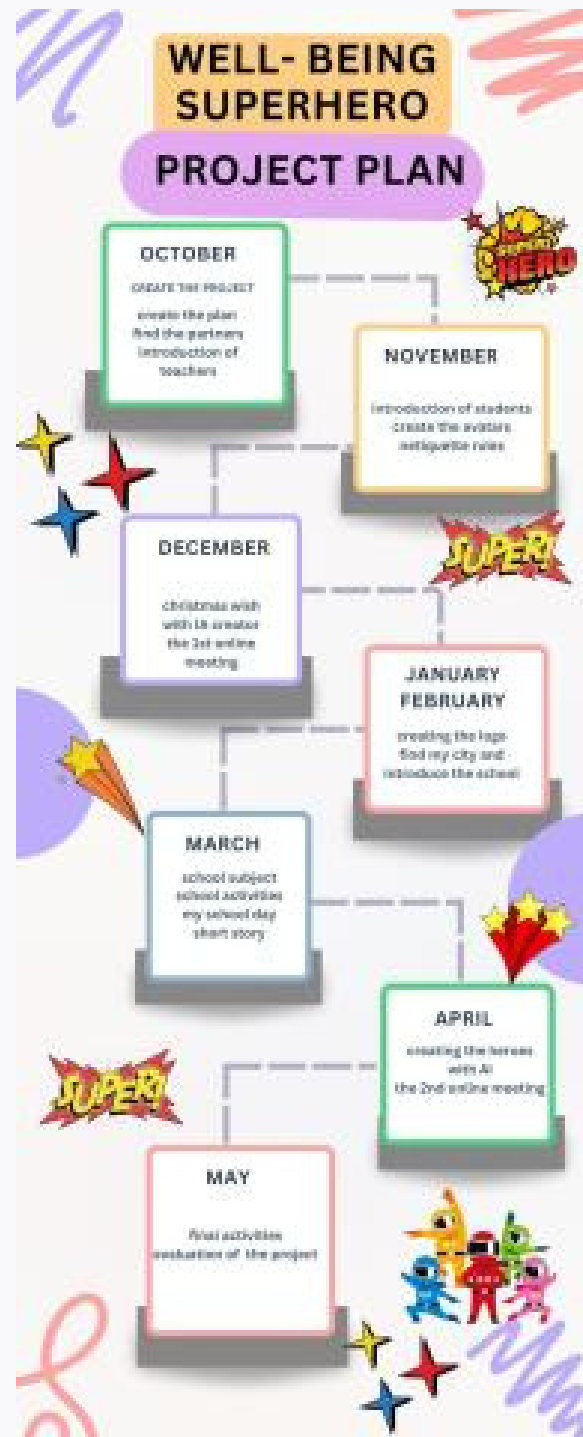 WELL- BEING
SUPERHERO
PROJECT PLAN
HERO
OCTOBER
CREATE THE PROJECT
create the plan
find the partners
introduction of
teachers
NOVEMBER
introduction of students
create the avatars
netiquette rules
SUPER!
DECEMBER
christmas wish
with
creator
the 1st online
meeting
JANUARY
FEBRUARY
creating the logo
find my city and
introduce the school
MARCH
school subject
school activities
my school day
short story
APRIL
creating the heroes
with AI
the 2nd online meeting
SUPER!
MAY
final activities
evaluation of the project